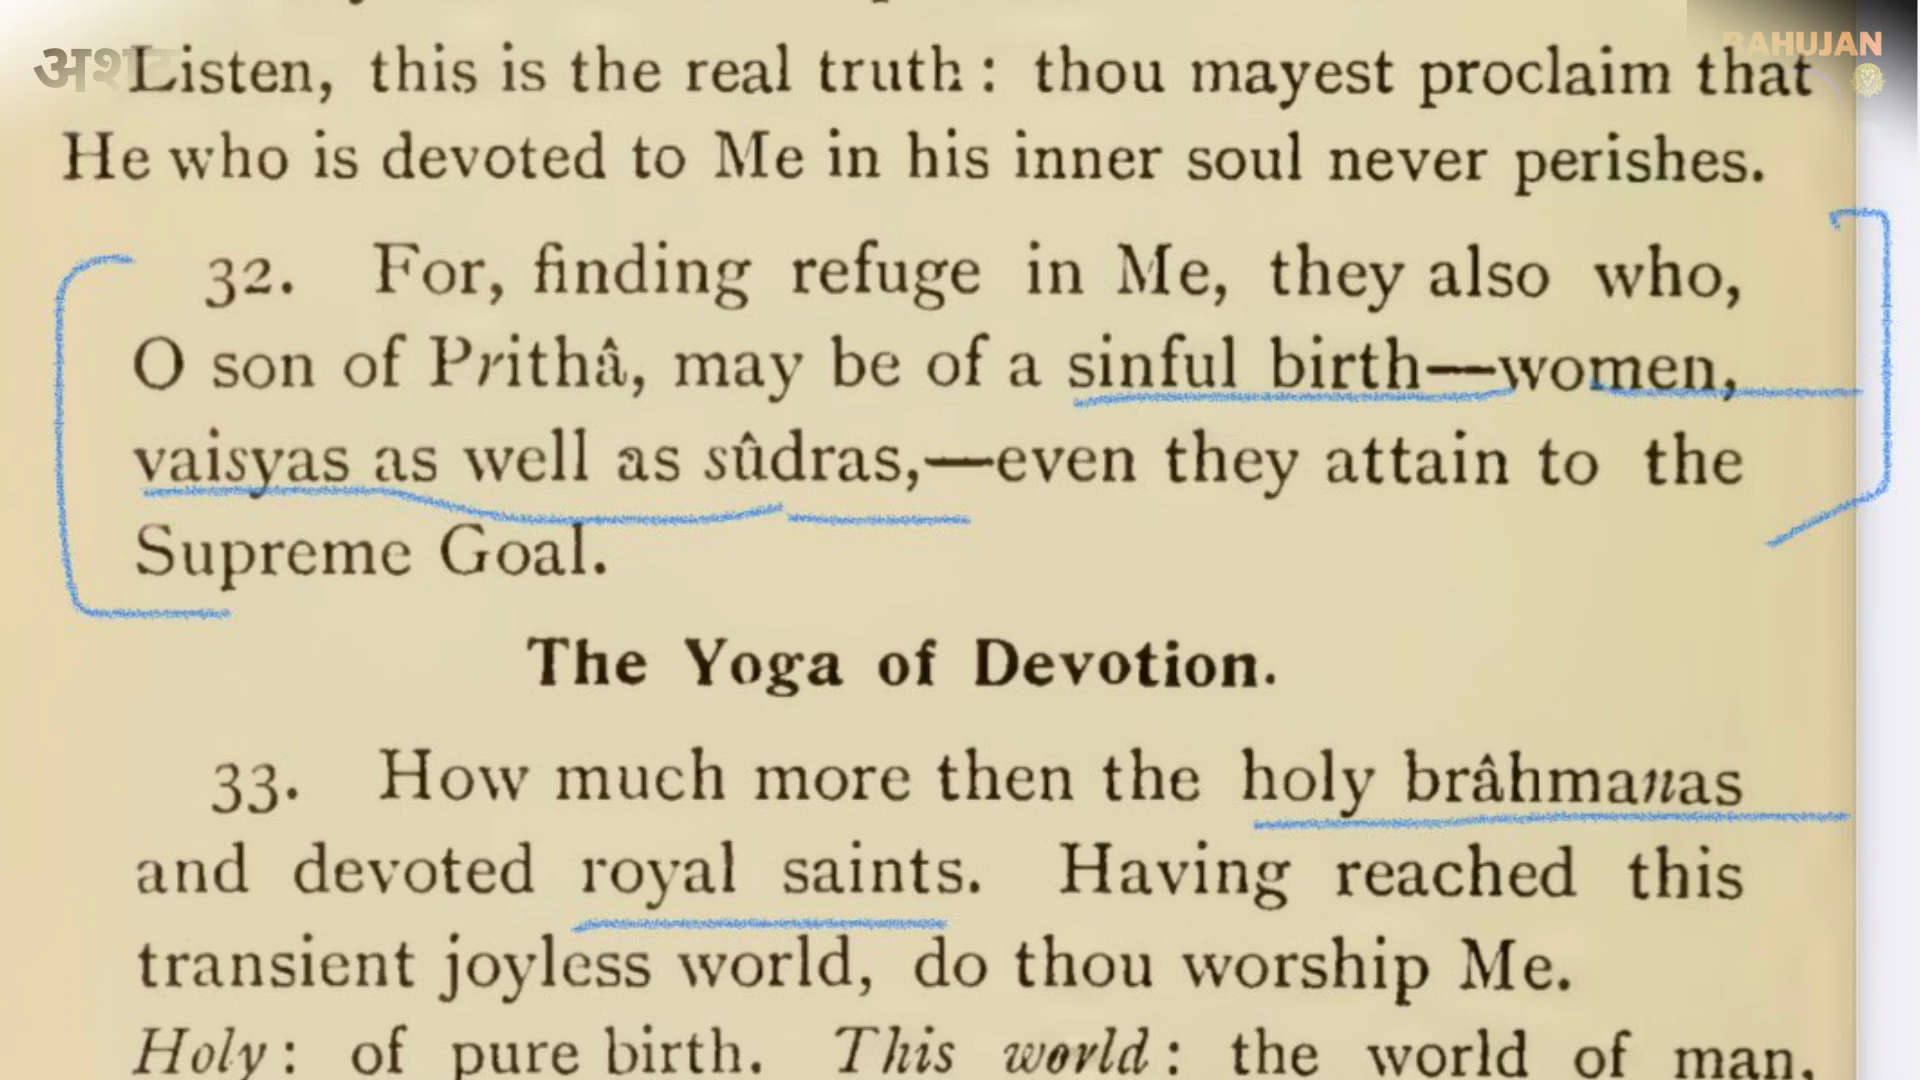 अश
RAHUJAN
Listen, this is the real truth : thou mayest proclaim that
He who is devoted to Me in his inner soul never perishes.
32. For, finding refuge in Me, they also who,
O son of Prithâ, may be of a sinful birth—women,
vaisyas as well as sûdras,—even they attain to the
Supreme Goal.
The Yoga of Devotion.
33. How much more then the holy brâhmanas
and devoted royal saints. Having reached this
transient joyless world, do thou worship Me.
Holy : of pure birth. This world : the world of man,